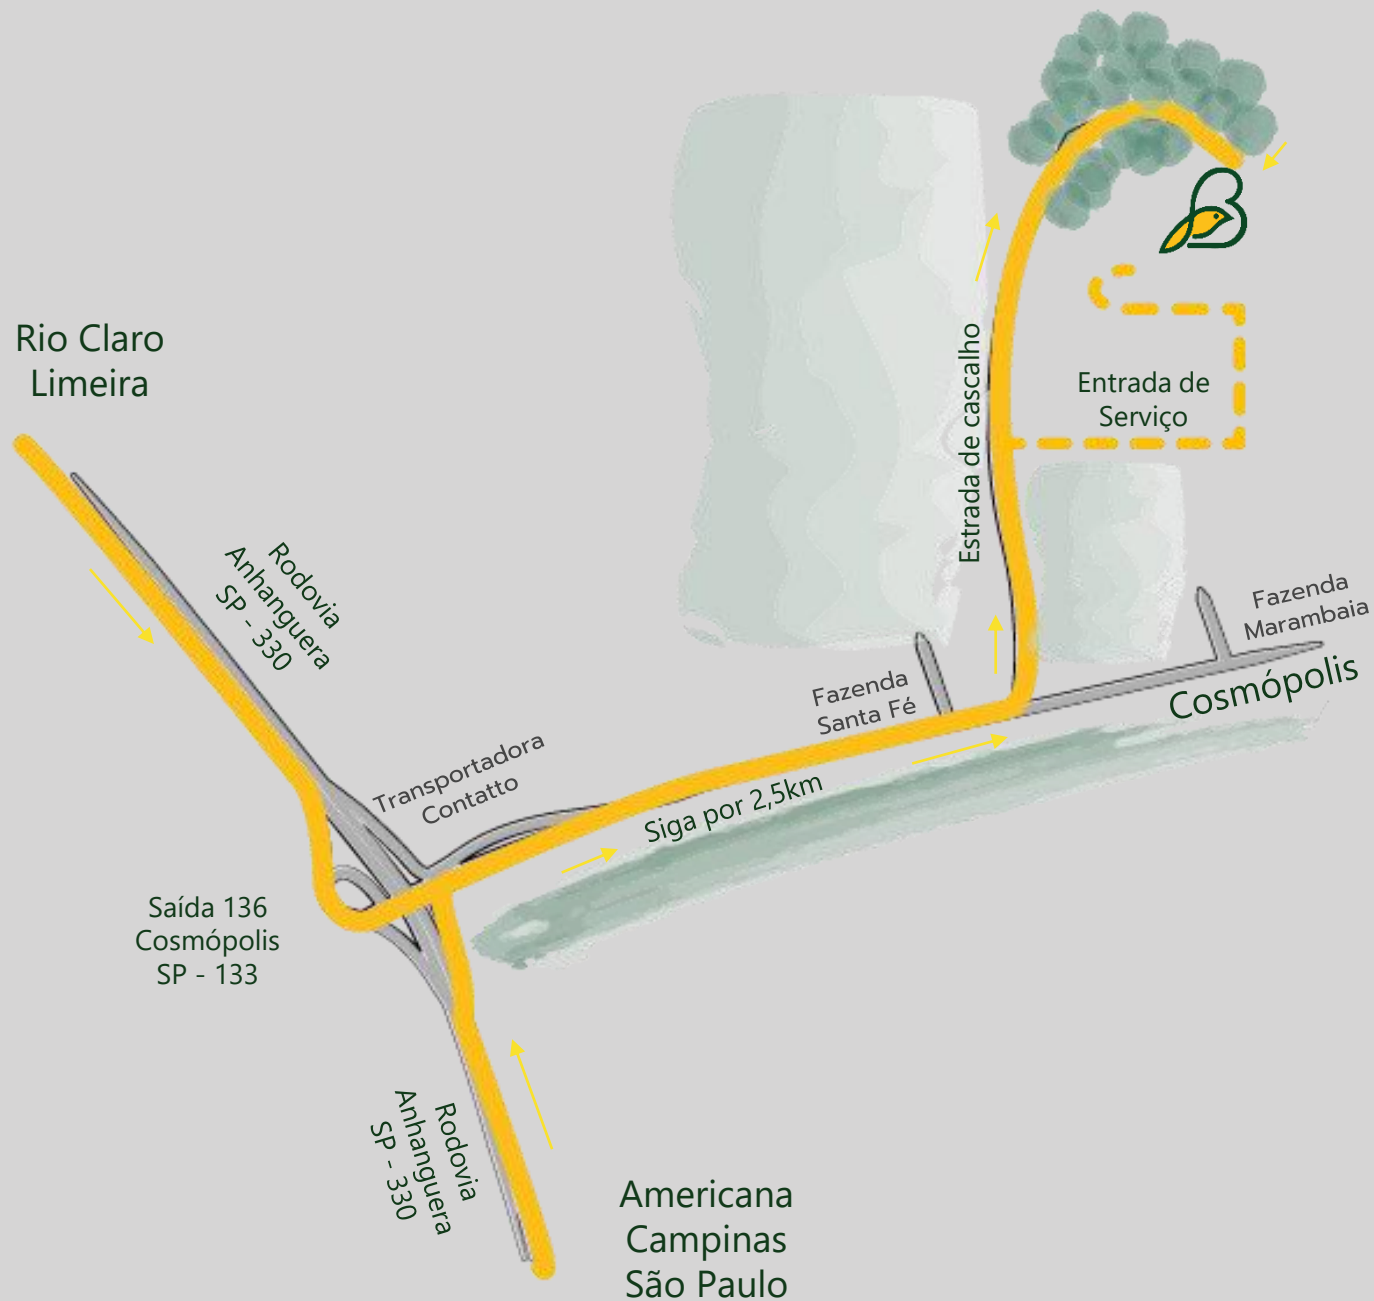 Rio Claro
Limeira
Rodovia
Anhanguera
SP - 330
Estrada de cascalho
Entrada de
Serviço
Fazenda
Marambaia
Cosmópolis
Fazenda
Santa Fé
Transportadora
Contatto
Siga por 2,5km
Saída 136
Cosmópolis
SP - 133
Rodovia
Anhanguera
SP - 330
Americana
Campinas
São Paulo